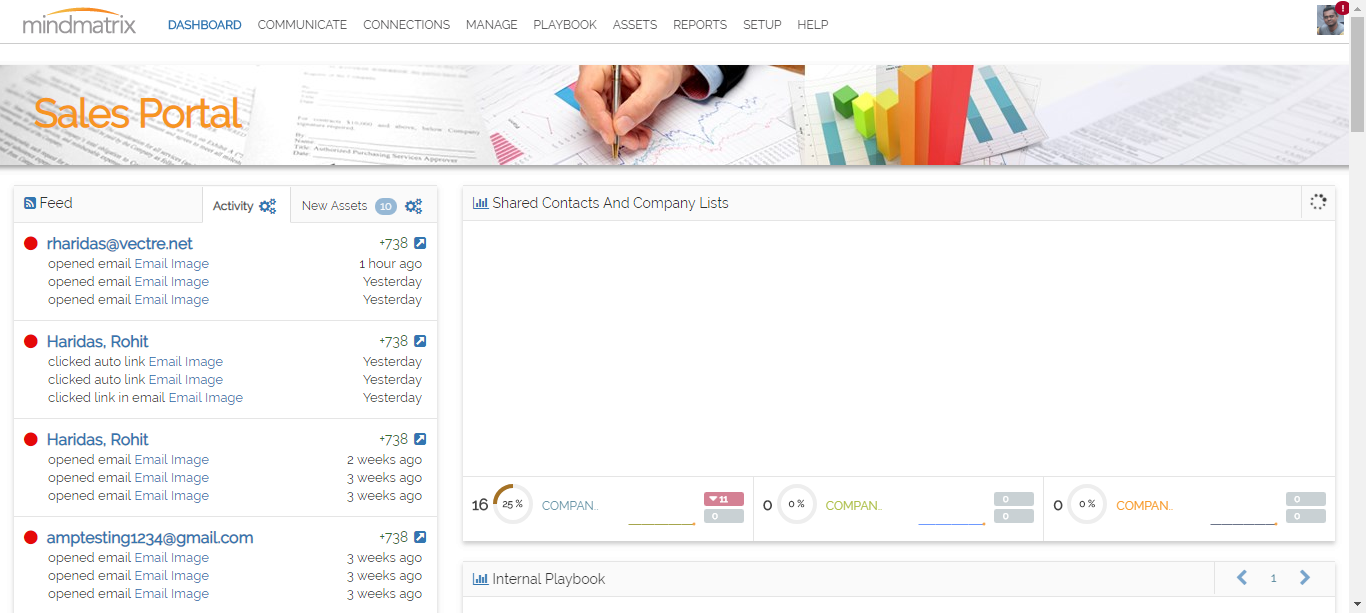 mindmatrix
DASHBOARD COMMUNICATE CONNECTIONS MANAGE PLAYBOOK ASSETS REPORTS SETUP HELP
!
Sales Portal
Feed
Activity
New Assets 10
rharidas@vectre.net +738
opened email Email Image 1 hour ago
opened email Email Image Yesterday
opened email Email Image Yesterday
Haridas, Rohit +738
clicked auto link Email Image Yesterday
clicked auto link Email Image Yesterday
clicked link in email Email Image Yesterday
Haridas, Rohit +738
opened email Email Image 2 weeks ago
opened email Email Image 3 weeks ago
opened email Email Image 3 weeks ago
amptesting1234@gmail.com +738
opened email Email Image 3 weeks ago
opened email Email Image 3 weeks ago
opened email Email Image 3 weeks ago
Shared Contacts And Company Lists
16 25 % COMPAN.. 11 0
0 0 % COMPAN.. 0 0
0 0 % COMPAN.. 0 0
Internal Playbook
1